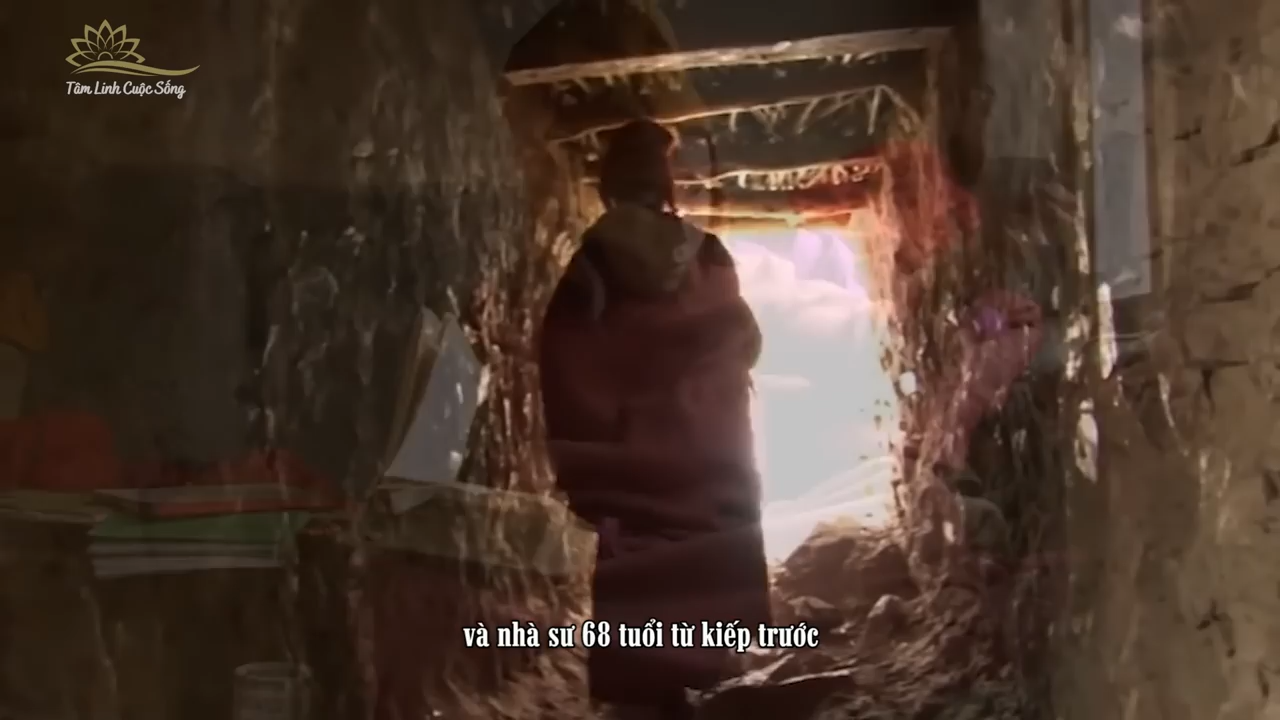 Tâm Linh Cuộc Sống
và nhà sư 68 tuổi từ kiếp trước